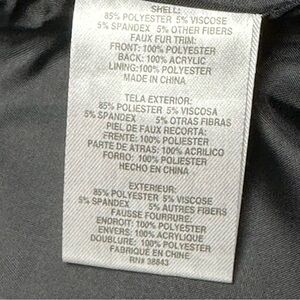 SHELL:
85% POLYESTER 5% VISCOSE
5% SPANDEX 5% OTHER FIBERS
FAUX FUR TRIM:
FRONT: 100% POLYESTER
BACK: 100% ACRYLIC
LINING: 100% POLYESTER
MADE IN CHINA
TELA EXTERIOR:
85% POLIESTER 5% VISCOSA
5% SPANDEX 5% OTRAS FIBRAS
PIEL DE FAUX RECORTA:
FRENTE: 100% POLIESTER
PARTE DE ATRAS: 100% ACRILICO
FORRO: 100% POLIESTER
HECHO EN CHINA
EXTERIEUR:
85% POLYESTER 5% VISCOSE
5% SPANDEX 5% AUTRES FIBERS
FAUSSE FOURRURE:
ENDROIT: 100% POLYESTER
ENVERS: 100% ACRYLIQUE
DOUBLURE: 100% POLYESTER
FABRIQUÉ EN CHINE
RN# 38843